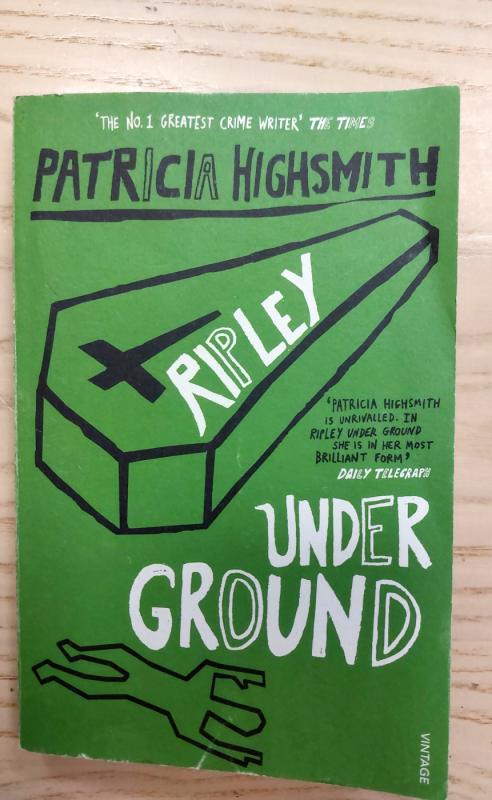 'THE NO. 1 GREATEST CRIME WRITER' THE TIMES
PATRICIA HIGHSMITH
RIPLEY
'PATRICIA HIGHSMITH
IS UNRIVALLED. IN
RIPLEY UNDER GROUND
SHE IS IN HER MOST
BRILLIANT FORM'
DAILY TELEGRAPH
UNDER
GROUND
VINTAGE